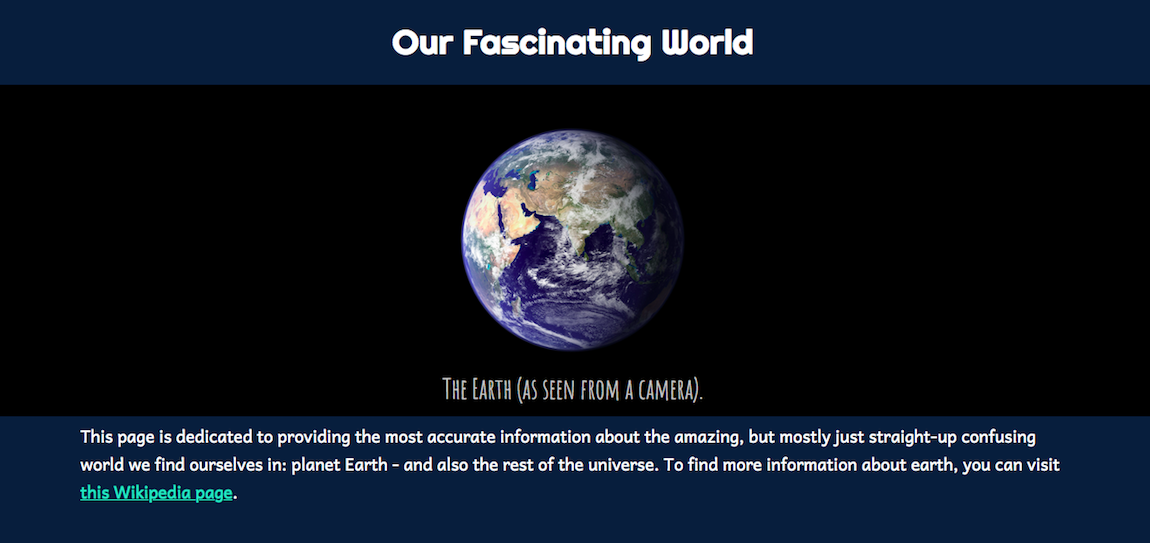 Our Fascinating World
The Earth (as seen from a camera).
This page is dedicated to providing the most accurate information about the amazing, but mostly just straight-up confusing
world we find ourselves in: planet Earth - and also the rest of the universe. To find more information about earth, you can visit
this Wikipedia page.